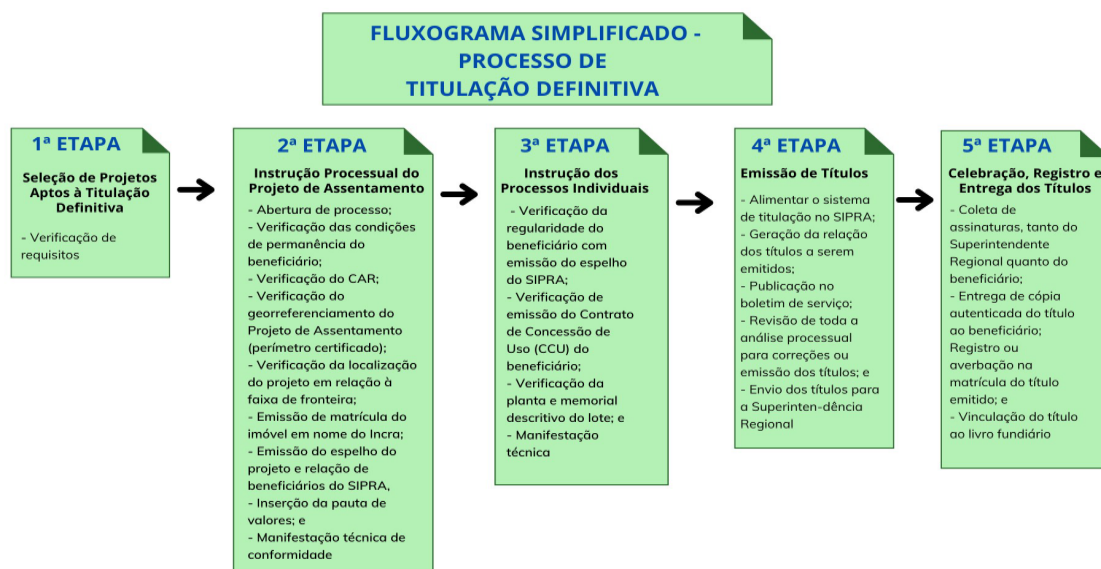 FLUXOGRAMA SIMPLIFICADO -
PROCESSO DE
TITULAÇÃO DEFINITIVA
1ª ETAPA
Seleção de Projetos
Aptos à Titulação
Definitiva
- Verificação de
requisitos
2ª ETAPA
Instrução Processual do
Projeto de Assentamento
- Abertura de processo;
- Verificação das condições
de permanência do
beneficiário;
- Verificação do CAR;
- Verificação do
georreferenciamento do
Projeto de Assentamento
(perímetro certificado);
- Verificação da localização
do projeto em relação à
faixa de fronteira;
- Emissão de matrícula do
imóvel em nome do Incra;
- Emissão do espelho do
projeto e relação de
beneficiários do SIPRA,
- Inserção da pauta de
valores; e
- Manifestação técnica de
conformidade
3ª ETAPA
Instrução dos
Processos Individuais
- Verificação da
regularidade do
beneficiário com
emissão do espelho
do SIPRA;
- Verificação de
emissão do Contrato
de Concessão de
Uso (CCU) do
beneficiário;
- Verificação da
planta e memorial
descritivo do lote; e
- Manifestação
técnica
4ª ETAPA
Emissão de Títulos
- Alimentar o sistema
de titulação no SIPRA;
- Geração da relação
dos títulos a serem
emitidos;
- Publicação no
boletim de serviço;
- Revisão de toda a
análise processual
para correções ou
emissão dos títulos; e
- Envio dos títulos para
a Superinten-dência
Regional
5ª ETAPA
Celebração, Registro e
Entrega dos Títulos
- Coleta de
assinaturas, tanto do
Superintendente
Regional quanto do
beneficiário;
- Entrega de cópia
autenticada do título
ao beneficiário;
Registro ou
averbação na
matrícula do título
emitido; e
- Vinculação do título
ao livro fundiário